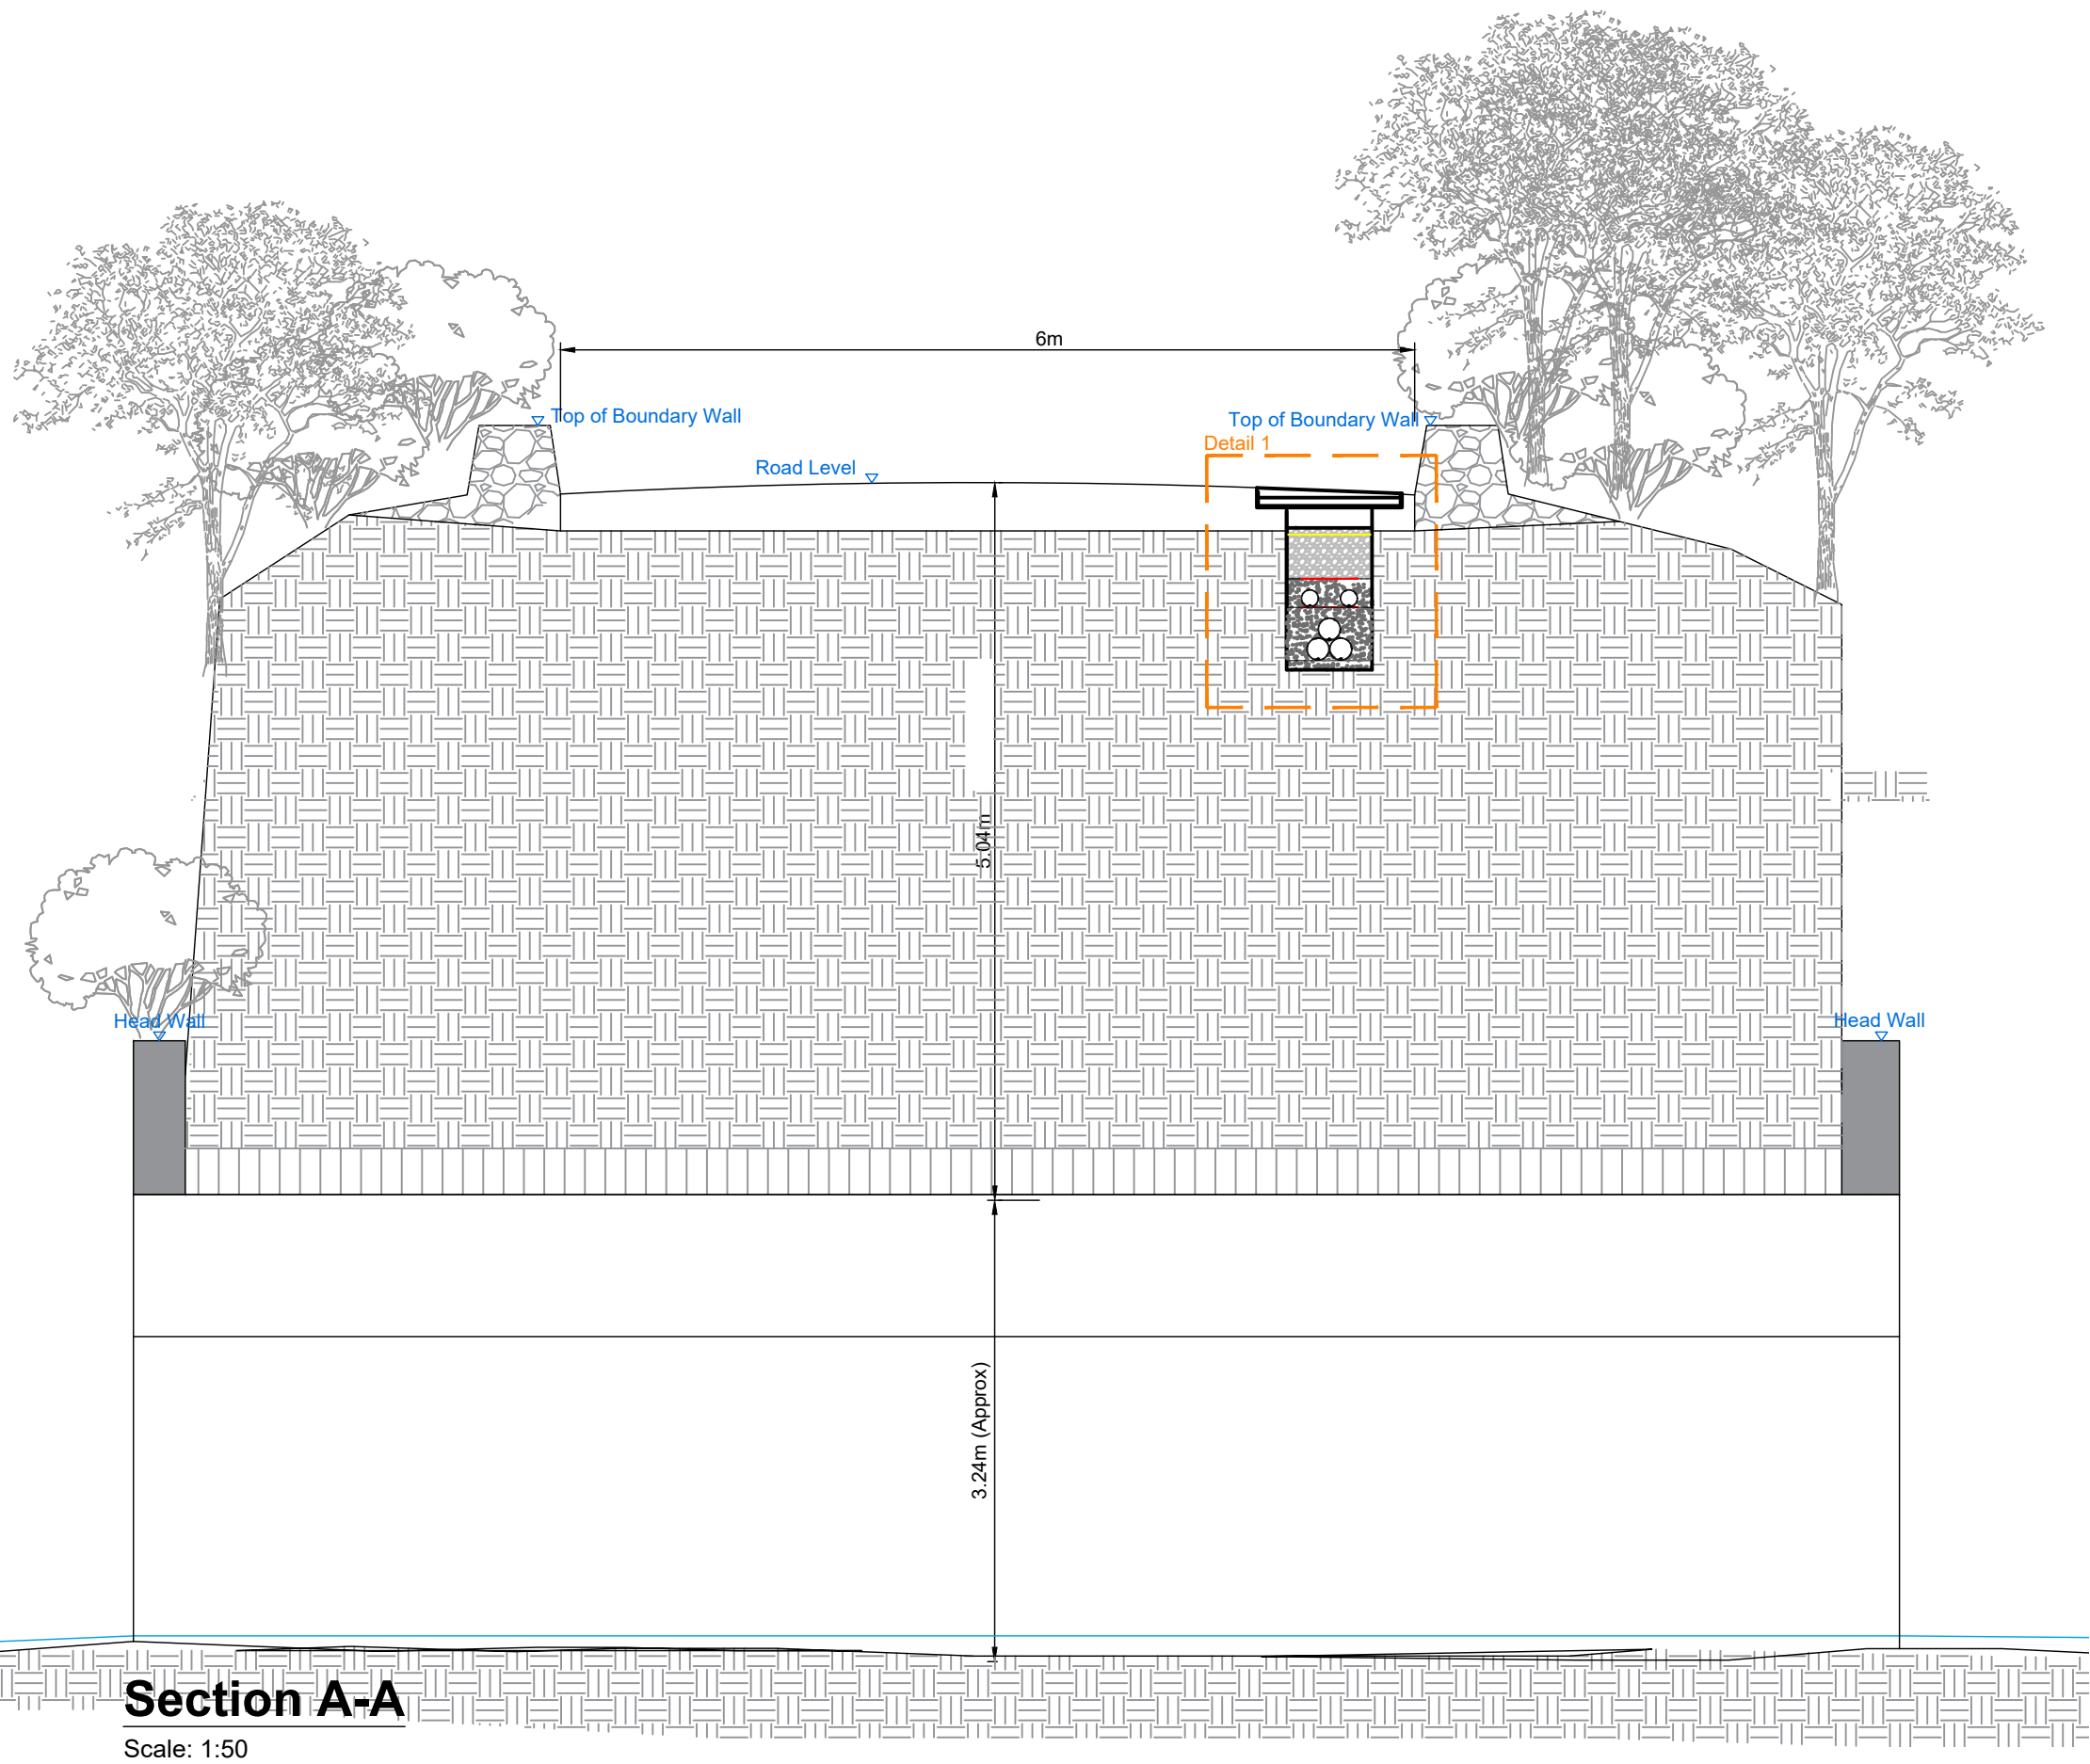 6m
Top of Boundary Wall
Top of Boundary Wall
Detail 1
Road Level
5.04m
Head Wall
Head Wall
3.24m (Approx)
Section A-A
Scale: 1:50